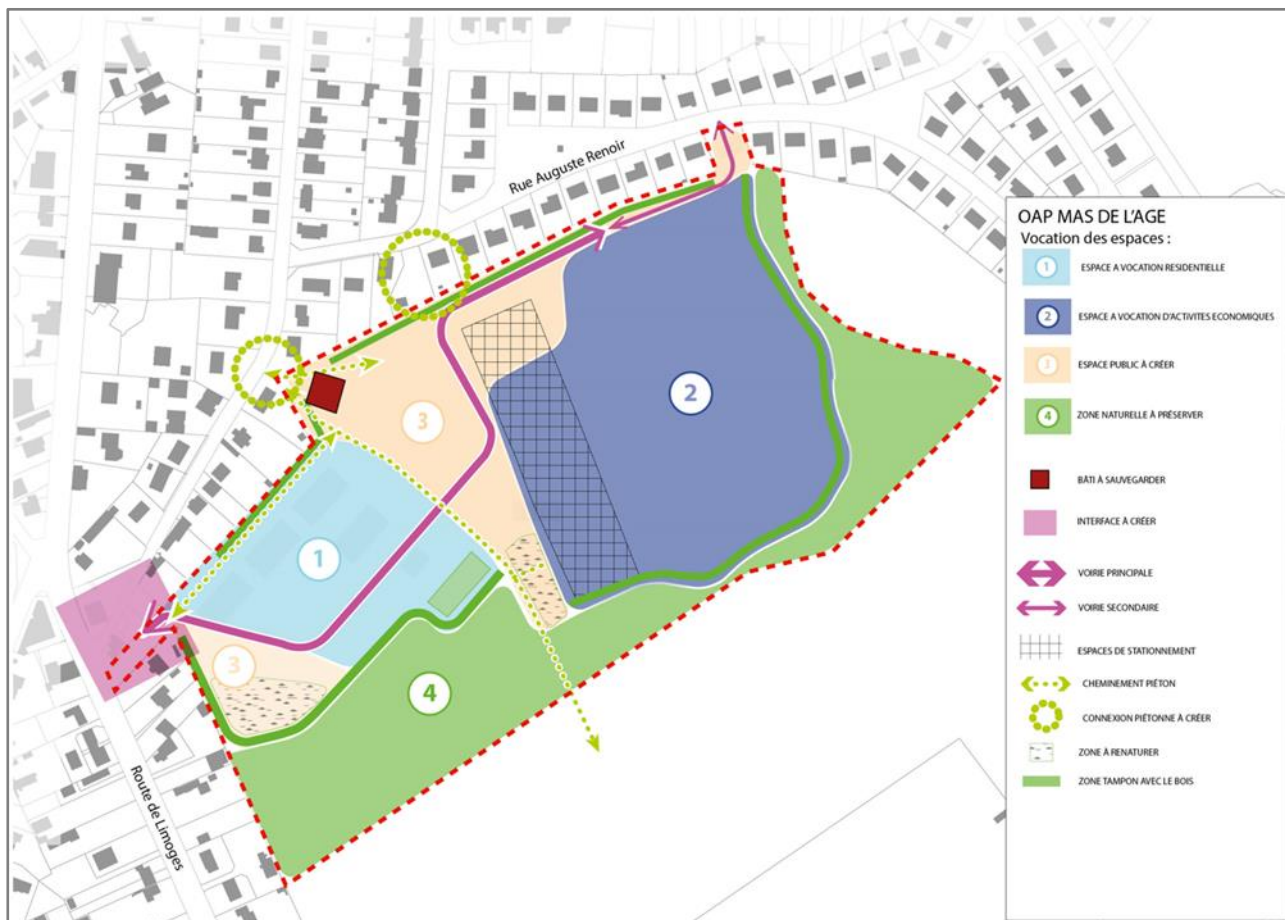 Rue Auguste Renoir
2
3
1
3
4
Route de Limoges
OAP MAS DE L'AGE
Vocation des espaces :
1 ESPACE A VOCATION RESIDENTIELLE
2 ESPACE A VOCATION D'ACTIVITES ECONOMIQUES
3 ESPACE PUBLIC À CRÉER
4 ZONE NATURELLE À PRÉSERVER
BÂTI À SAUVEGARDER
INTERFACE À CRÉER
VOIRIE PRINCIPALE
VOIRIE SECONDAIRE
ESPACES DE STATIONNEMENT
CHEMINEMENT PIÉTON
CONNEXION PIÉTONNE À CRÉER
ZONE À RENATURER
ZONE TAMPON AVEC LE BOIS